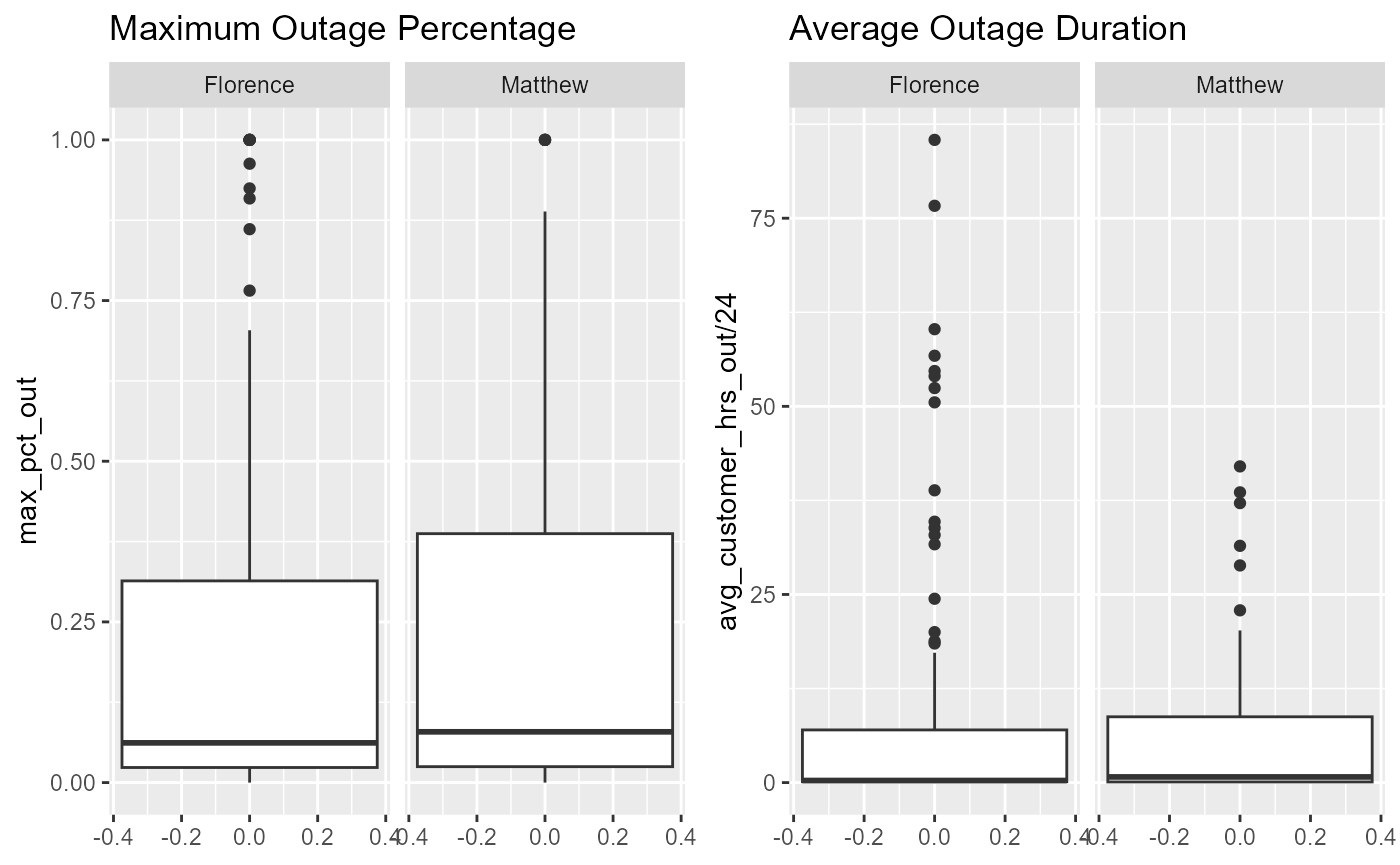 Maximum Outage Percentage
Florence Matthew
max_pct_out
1.00
0.75
0.50
0.25
0.00
-0.4 -0.2 0.0 0.2 0.4 -0.4 -0.2 0.0 0.2 0.4
Average Outage Duration
Florence Matthew
avg_customer_hrs_out/24
75
50
25
0
-0.4 -0.2 0.0 0.2 0.4 -0.4 -0.2 0.0 0.2 0.4